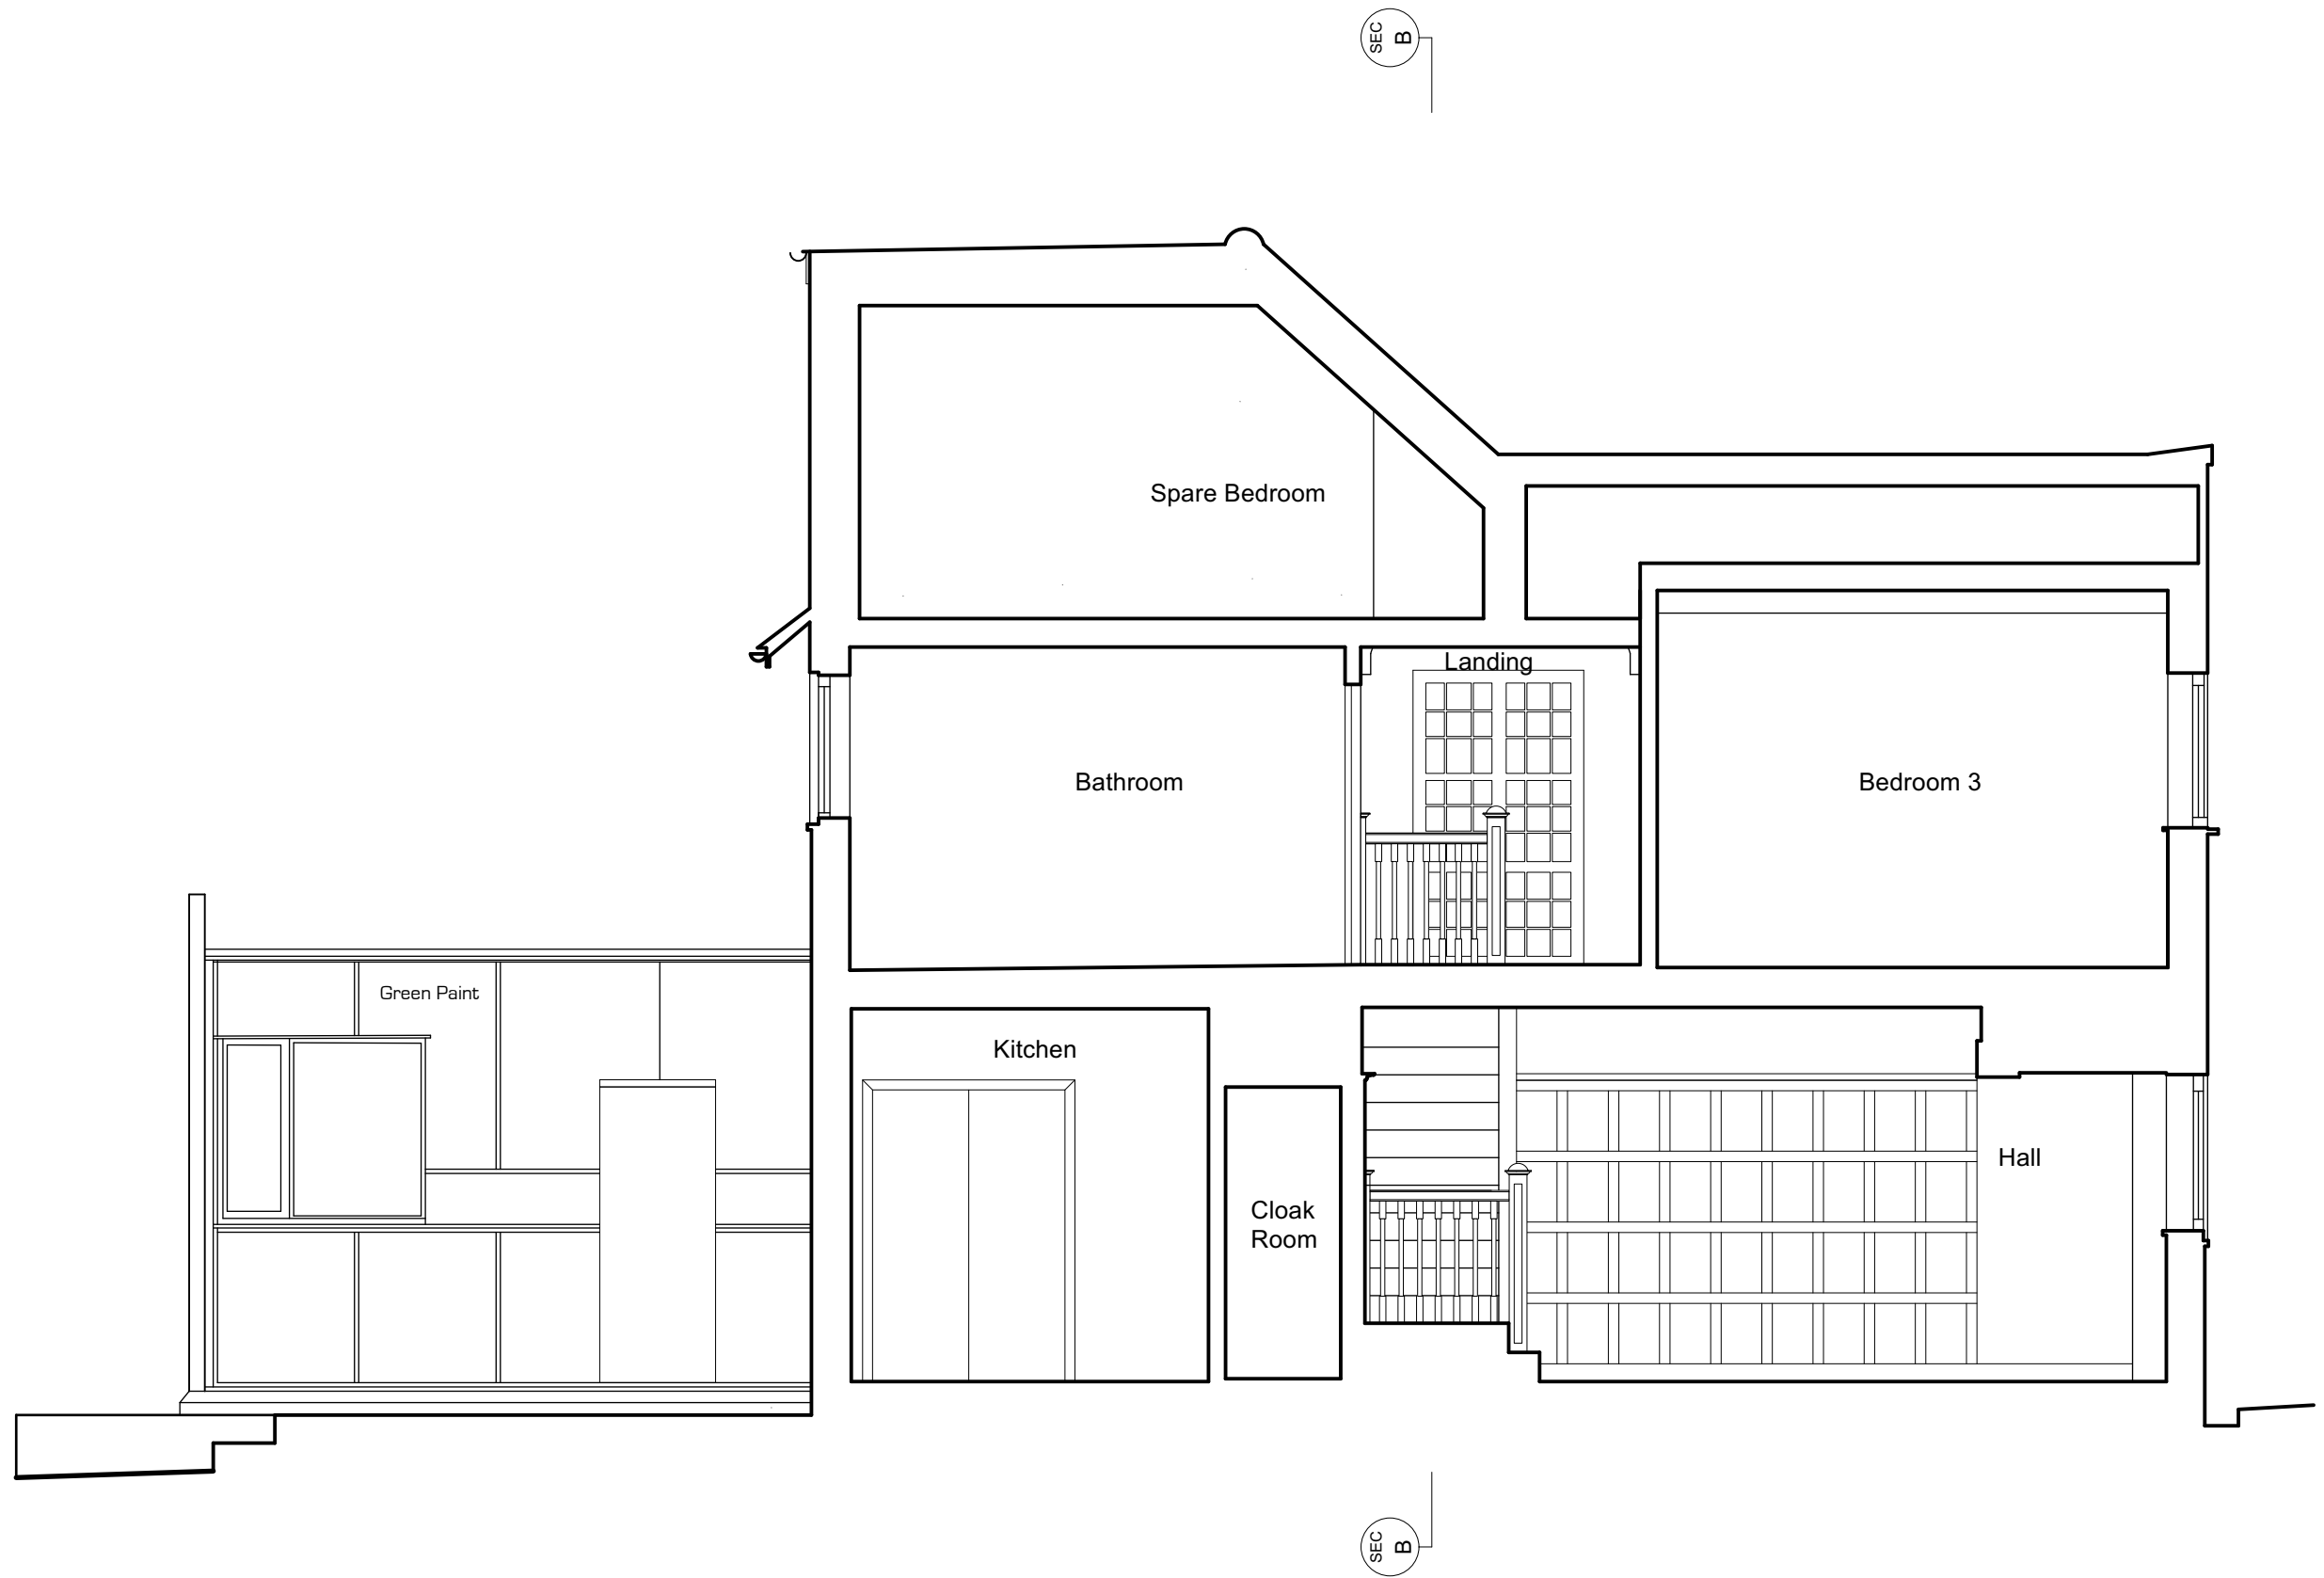 SEC
B
Spare Bedroom
Landing
Bathroom
Bedroom 3
Green Paint
Kitchen
Hall
Cloak
Room
SEC
B